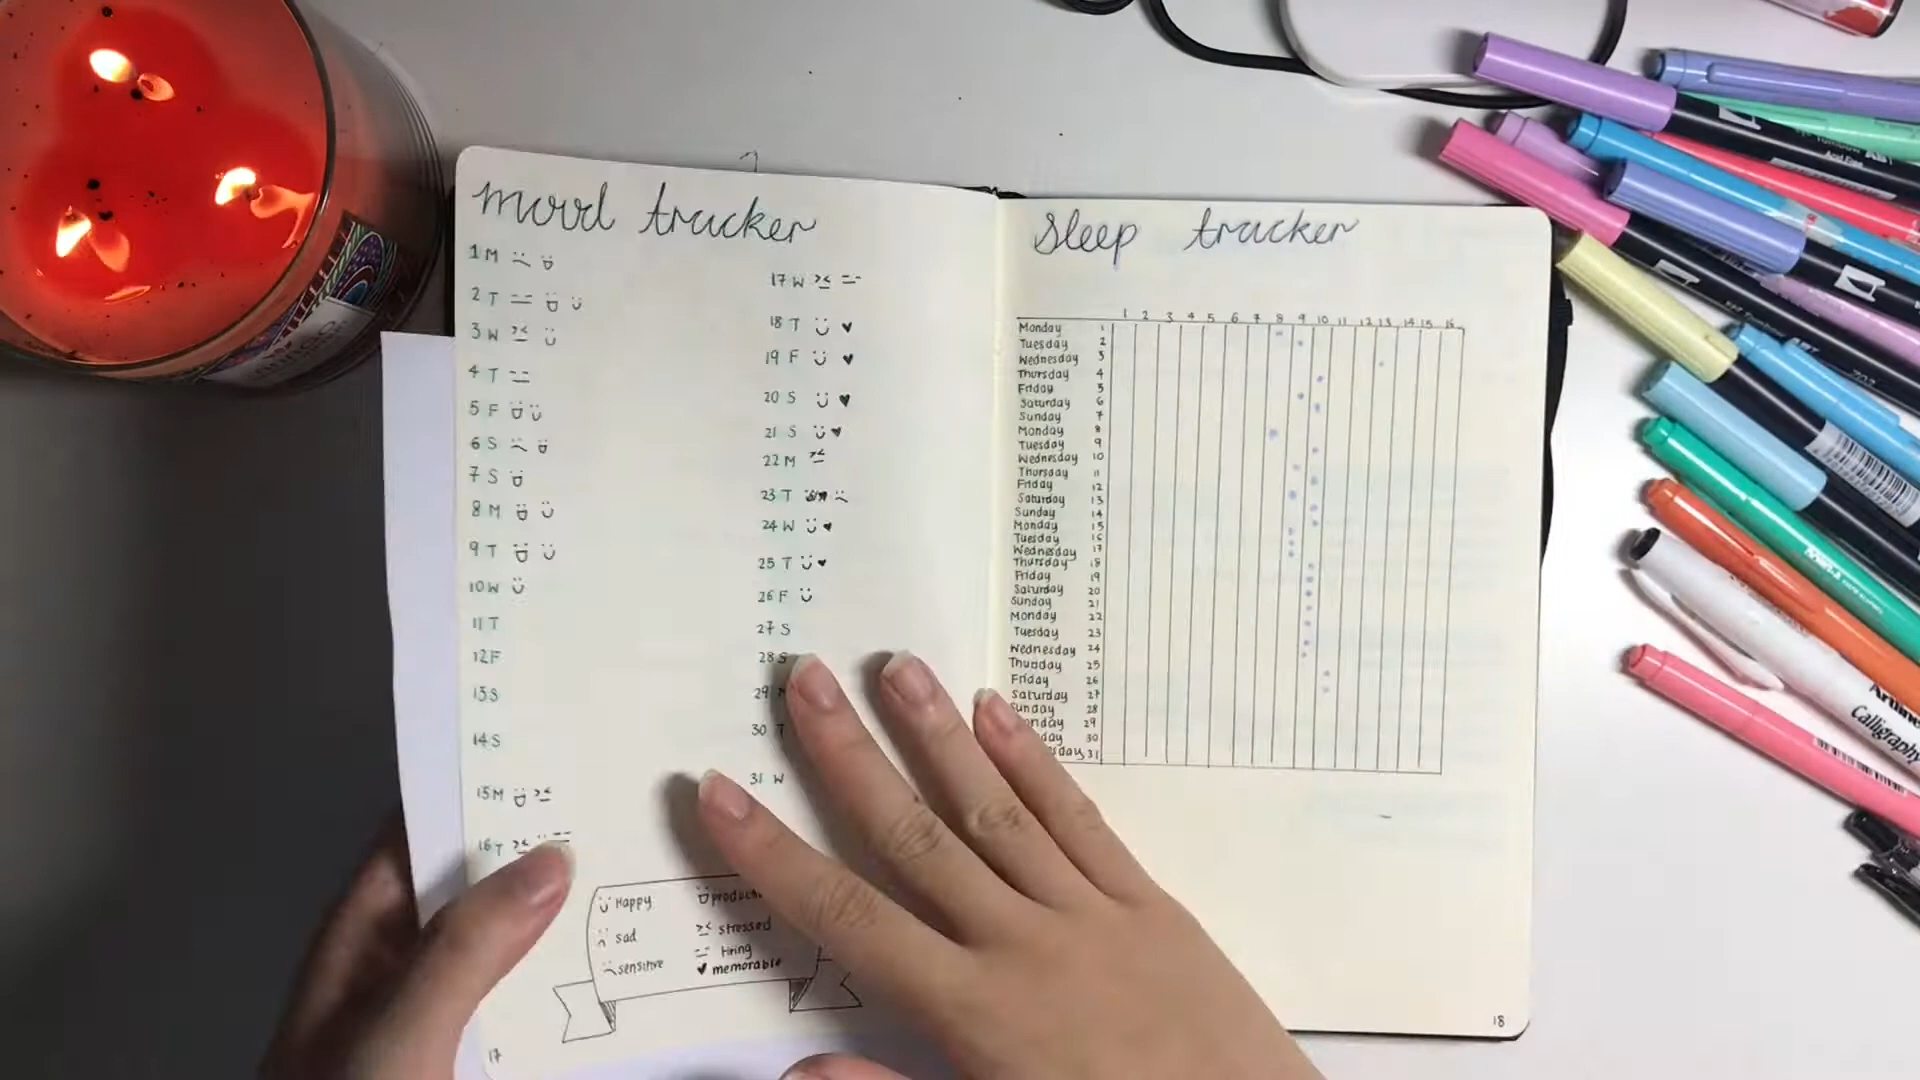 mood tracker
1 M
2 T
3 W
4 T
5 F
6 S
7 S
8 M
9 T
10 W
11 T
12 F
13 S
14 S
15 M
16 T
17 W
18 T
19 F
20 S
21 S
22 M
23 T
24 W
25 T
26 F
27 S
28 S
29
30 T
31 W
Happy
sad
sensitive
stressed
tiring
memorable
17
sleep tracker
1 2 3 4 5 6 7 8 9 10 11 12 13 14 15 16
Monday 1
Tuesday 2
Wednesday 3
Thursday 4
Friday 5
Saturday 6
Sunday 7
Monday 8
Tuesday 9
Wednesday 10
Thursday 11
Friday 12
Saturday 13
Sunday 14
Monday 15
Tuesday 16
Wednesday 17
Thursday 18
Friday 19
Saturday 20
Sunday 21
Monday 22
Tuesday 23
Wednesday 24
Thursday 25
Friday 26
Saturday 27
Sunday 28
29
30
31
18
Artline
Calligraphy